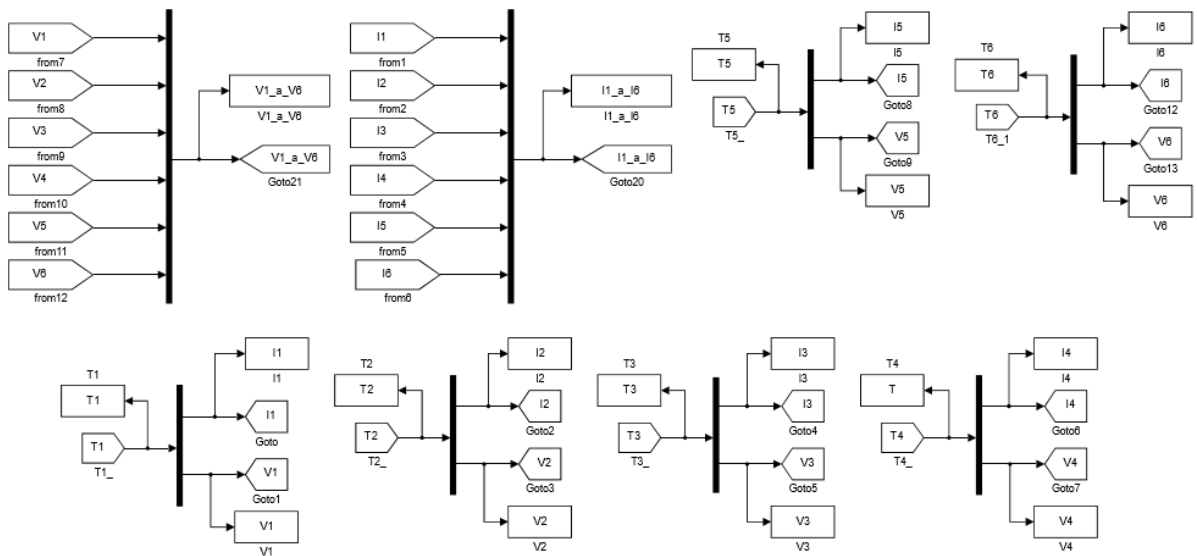 V1
from7
V2
from8
V3
from9
V4
from10
V5
from11
V6
from12
V1_a_V6
V1_a_V6
V1_a_V6
Goto21
I1
from1
I2
from2
I3
from3
I4
from4
I5
from5
I6
from6
I1_a_I6
I1_a_I6
I1_a_I6
Goto20
T5
T5
T5
T5_
I5
I5
I5
Goto8
V5
Goto9
V5
V5
T6
T6
T6
T6_1
I6
I6
I6
Goto12
V6
Goto13
V6
V6
T1
T1
T1
T1_
I1
I1
I1
Goto
V1
Goto1
V1
V1
T2
T2
T2
T2_
I2
I2
I2
Goto2
V2
Goto3
V2
V2
T3
T3
T3
T3_
I3
I3
I3
Goto4
V3
Goto5
V3
V3
T4
T
T4
T4_
I4
I4
I4
Goto6
V4
Goto7
V4
V4